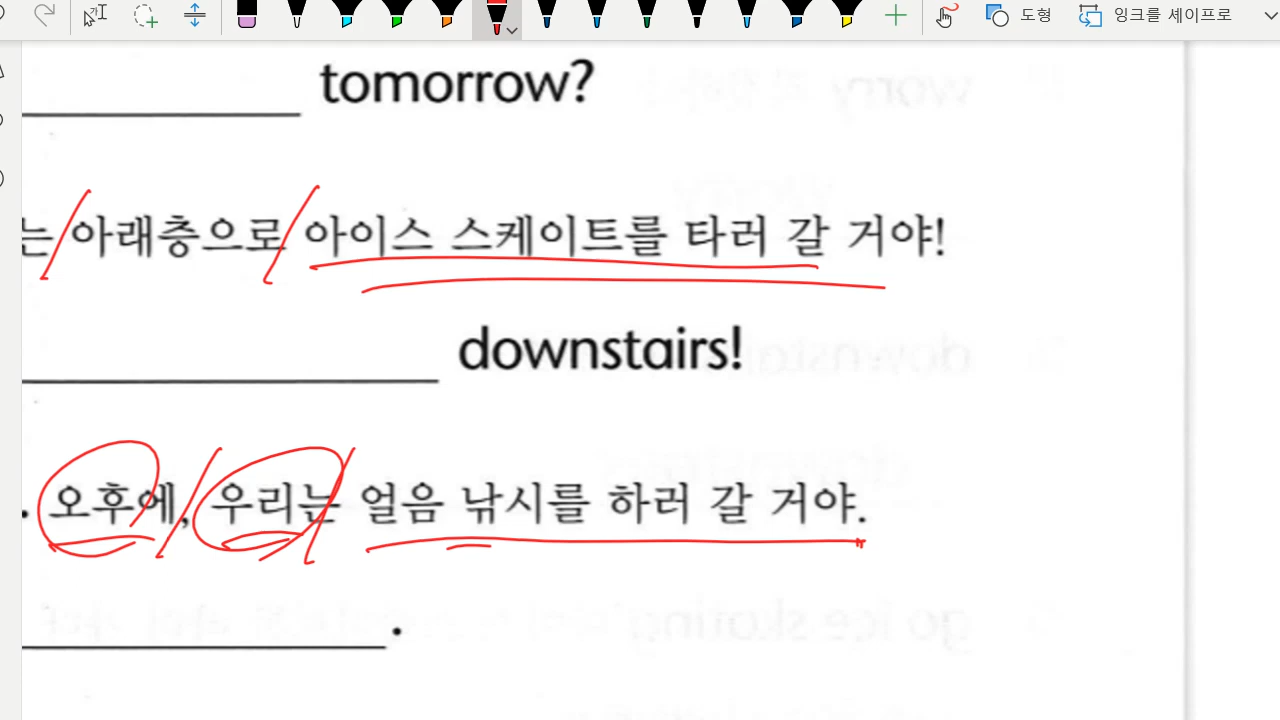 도형 잉크를 셰이프로
tomorrow?
는 아래층으로 아이스 스케이트를 타러 갈 거야!
downstairs!
. 오후에, 우리는 얼음 낚시를 하러 갈 거야.
.